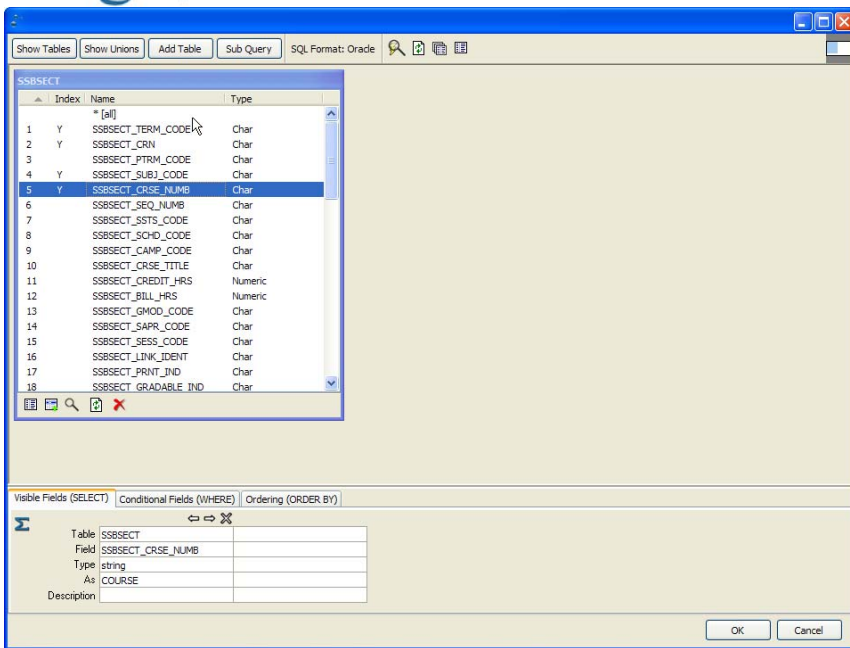 Show Tables Show Unions Add Table Sub Query SQL Format: Oracle
SSBSECT
Index Name Type
* [all]
1 Y SSBSECT_TERM_CODE Char
2 Y SSBSECT_CRN Char
3 SSBSECT_PTRM_CODE Char
4 Y SSBSECT_SUBJ_CODE Char
5 Y SSBSECT_CRSE_NUMB Char
6 SSBSECT_SEQ_NUMB Char
7 SSBSECT_SSTS_CODE Char
8 SSBSECT_SCHD_CODE Char
9 SSBSECT_CAMP_CODE Char
10 SSBSECT_CRSE_TITLE Char
11 SSBSECT_CREDIT_HRS Numeric
12 SSBSECT_BILL_HRS Numeric
13 SSBSECT_GMOD_CODE Char
14 SSBSECT_SAPR_CODE Char
15 SSBSECT_SESS_CODE Char
16 SSBSECT_LINK_IDENT Char
17 SSBSECT_PRNT_IND Char
18 SSBSECT_GRADABLE_IND Char
Visible Fields (SELECT) Conditional Fields (WHERE) Ordering (ORDER BY)
Σ
Table SSBSECT
Field SSBSECT_CRSE_NUMB
Type string
As COURSE
Description
OK Cancel